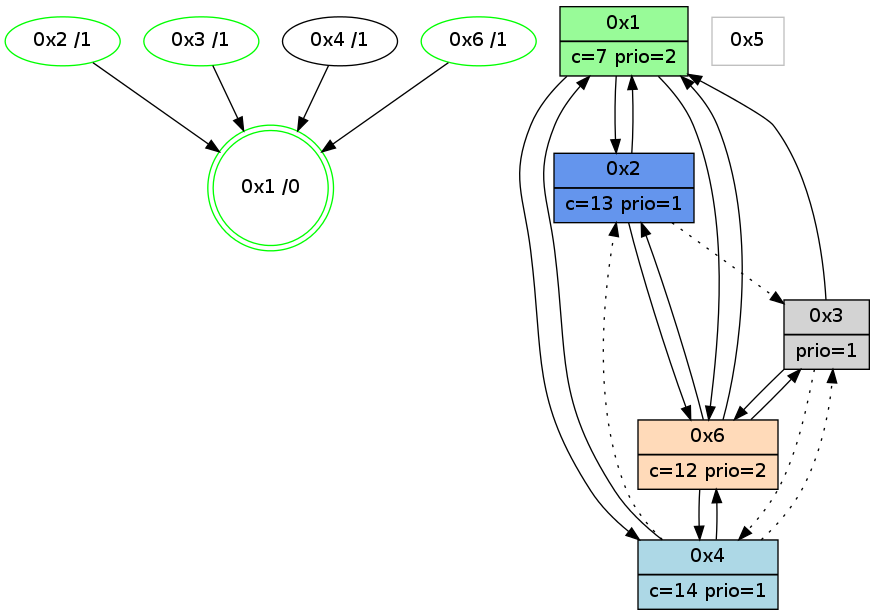 0x2 /1
0x3 /1
0x4 /1
0x6 /1
0x1 /0
0x1
c=7 prio=2
0x5
0x2
c=13 prio=1
0x3
prio=1
0x6
c=12 prio=2
0x4
c=14 prio=1